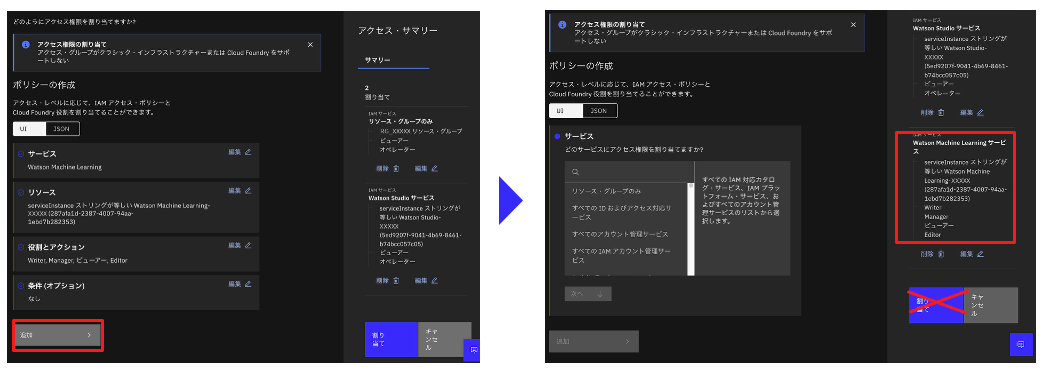 どのようにアクセス権限を割り当てますか?
アクセス権限の割り当て
アクセス・グループがクラシック・インフラストラクチャーまたは Cloud Foundry をサポ
ートしない
ポリシーの作成
アクセス・レベルに応じて、IAM アクセス・ポリシーと
Cloud Foundry 役割を割り当てることができます。
UI
JSON
サービス
編集
Watson Machine Learning
リソース
編集
serviceInstance ストリングが等しい Watson Machine Learning-
XXXXX (287afa1d-2387-4007-94aa-
1ebd7b282353)
役割とアクション
編集
Writer, Manager, ビューアー, Editor
条件 (オプション)
編集
なし
追加
アクセス・サマリー
サマリー
2
割り当て
IAM サービス
リソース・グループのみ
RG_XXXXX リソース・グループ
ビューアー
オペレーター
削除
編集
IAM サービス
Watson Studio サービス
serviceInstance ストリングが
等しい Watson Studio-
XXXXX
(5ed9207f-9041-4b69-8461-
b74bcc057c05)
ビューアー
オペレーター
削除
編集
割り
当て
キャ
ンセ
ル
アクセス権限の割り当て
アクセス・グループがクラシック・インフラストラクチャーまたは Cloud Foundry をサポ
ートしない
ポリシーの作成
アクセス・レベルに応じて、IAM アクセス・ポリシーと
Cloud Foundry 役割を割り当てることができます。
UI
JSON
サービス
どのサービスにアクセス権限を割り当てますか?
リソース・グループのみ
すべての ID およびアクセス対応サ
ービス
すべてのアカウント管理サービス
すべての IAM アカウント管理サー
ビス
すべての IAM 対応カタロ
グ・サービス、IAM プラッ
トフォーム・サービス、お
よびすべてのアカウント管
理サービスのリストから選
択します。
次へ
追加
IAM サービス
Watson Studio サービス
serviceInstance ストリングが
等しい Watson Studio-
XXXXX
(5ed9207f-9041-4b69-8461-
b74bcc057c05)
ビューアー
オペレーター
削除
編集
IAM サービス
Watson Machine Learning サービ
ス
serviceInstance ストリングが
等しい Watson Machine
Learning-XXXXX
(287afa1d-2387-4007-94aa-
1ebd7b282353)
Writer
Manager
ビューアー
Editor
削除
編集
割り
当て
キャ
ンセ
ル